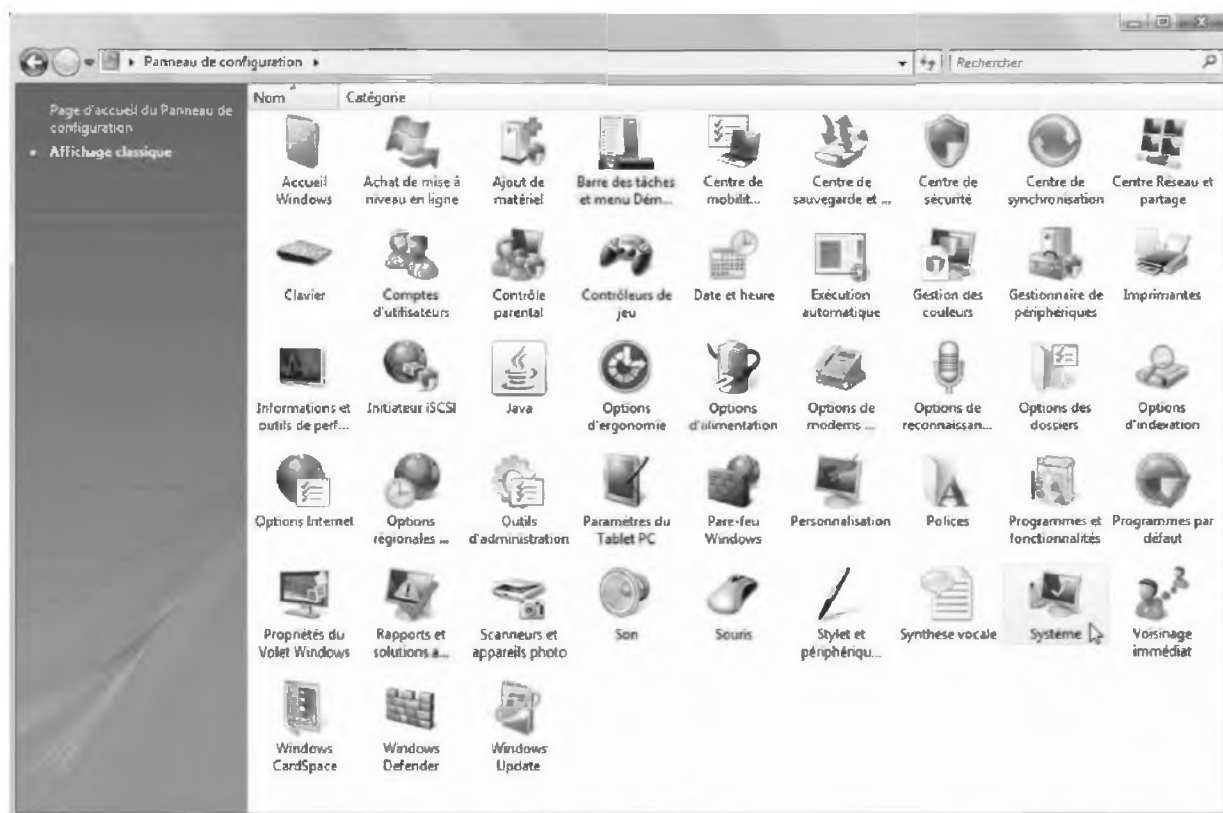 Panneau de configuration
Rechercher
Page d'accueil du Panneau de
configuration
Affichage classique
Nom Catégorie
Accueil
Windows
Achat de mise à
niveau en ligne
Ajout de
matériel
Barre des tâches
et menu Dém...
Centre de
mobilit...
Centre de
sauvegarde et ...
Centre de
sécurité
Centre de
synchronisation
Centre Réseau et
partage
Clavier
Comptes
d'utilisateurs
Contrôle
parental
Contrôleurs de
jeu
Date et heure
Exécution
automatique
Gestion des
couleurs
Gestionnaire de
périphériques
Imprimantes
Informations et
outils de perf...
Initiateur iSCSI
Java
Options
d'ergonomie
Options
d'alimentation
Options de
modems ...
Options de
reconnaissan...
Options des
dossiers
Options
d'indexation
Options Internet
Options
régionales ...
Outils
d'administration
Paramètres du
Tablet PC
Pare-feu
Windows
Personnalisation
Polices
Programmes et
fonctionnalités
Programmes par
défaut
Propriétés du
Volet Windows
Rapports et
solutions a...
Scanneurs et
appareils photo
Son
Souris
Stylet et
périphériqu...
Synthèse vocale
Système
Voisinage
immédiat
Windows
CardSpace
Windows
Defender
Windows
Update